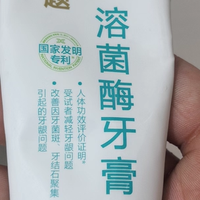 国家发明
专利
溶菌酶牙膏
人体功效评价证明:
受试者减轻牙龈问题
改善因牙菌斑、牙结石聚集
引起的牙龈问题